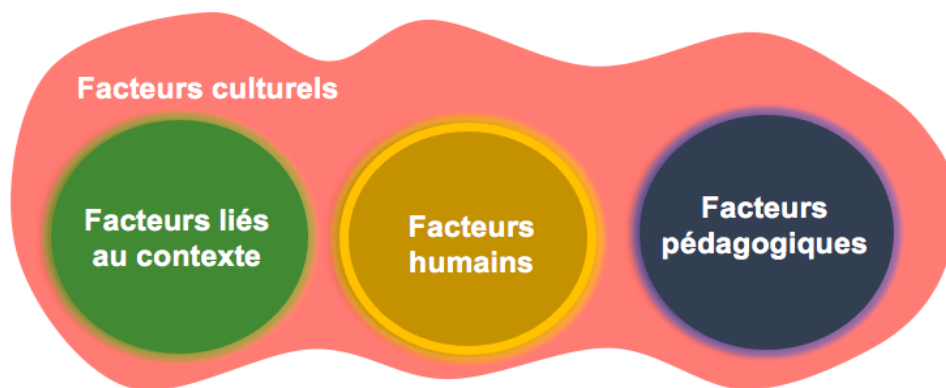 Facteurs culturels
Facteurs liés
au contexte
Facteurs
humains
Facteurs
pédagogiques